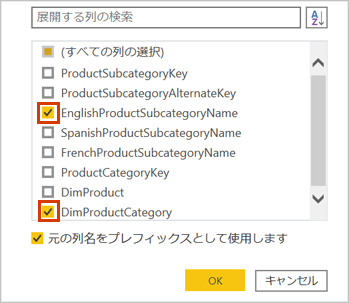 展開する列の検索
(すべての列の選択)
ProductSubcategoryKey
ProductSubcategoryAlternateKey
EnglishProductSubcategoryName
SpanishProductSubcategoryName
FrenchProductSubcategoryName
ProductCategoryKey
DimProduct
DimProductCategory
元の列名をプレフィックスとして使用します
OK キャンセル